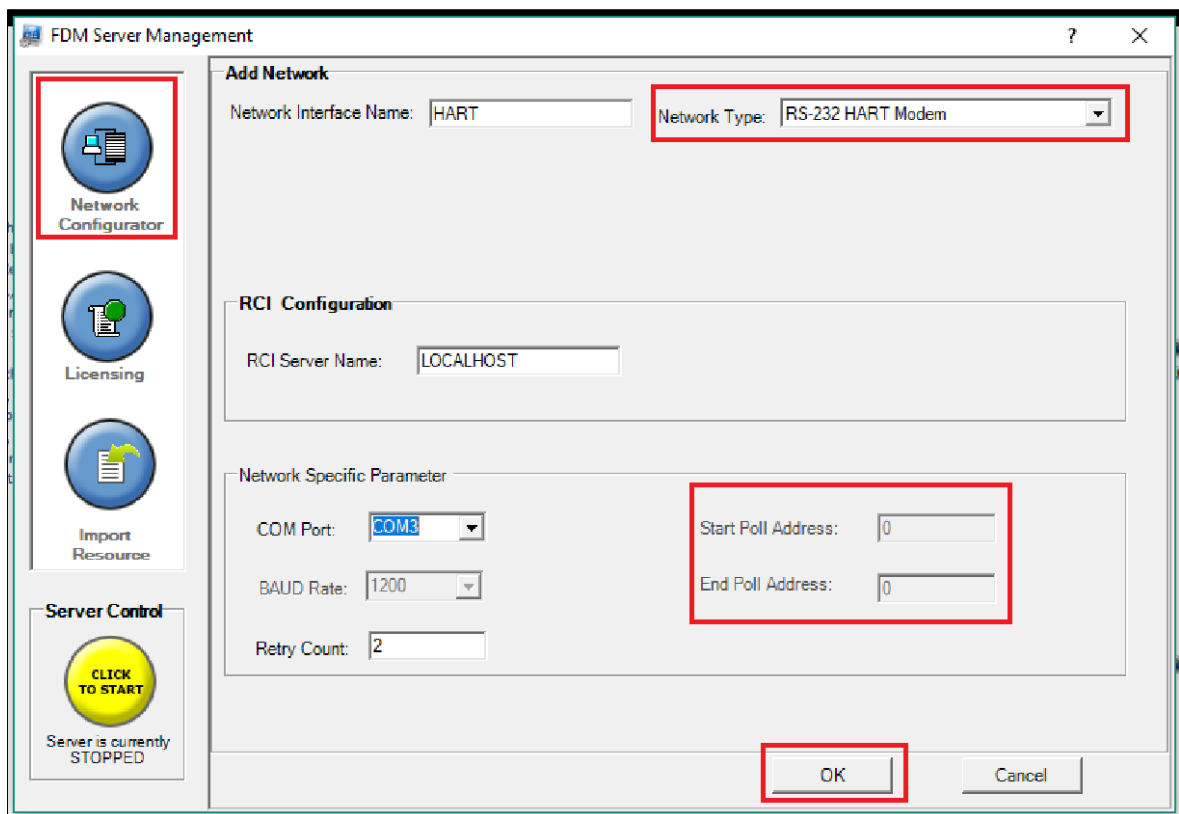 FDM Server Management
?
Add Network
Network Interface Name: HART
Network Type: RS-232 HART Modem
Network
Configurator
RCI Configuration
RCI Server Name: LOCALHOST
Licensing
Network Specific Parameter
COM Port: COM3
Start Poll Address: 0
Import
Resource
BAUD Rate: 1200
End Poll Address: 0
Retry Count: 2
Server Control
CLICK
TO START
Server is currently
STOPPED
OK
Cancel